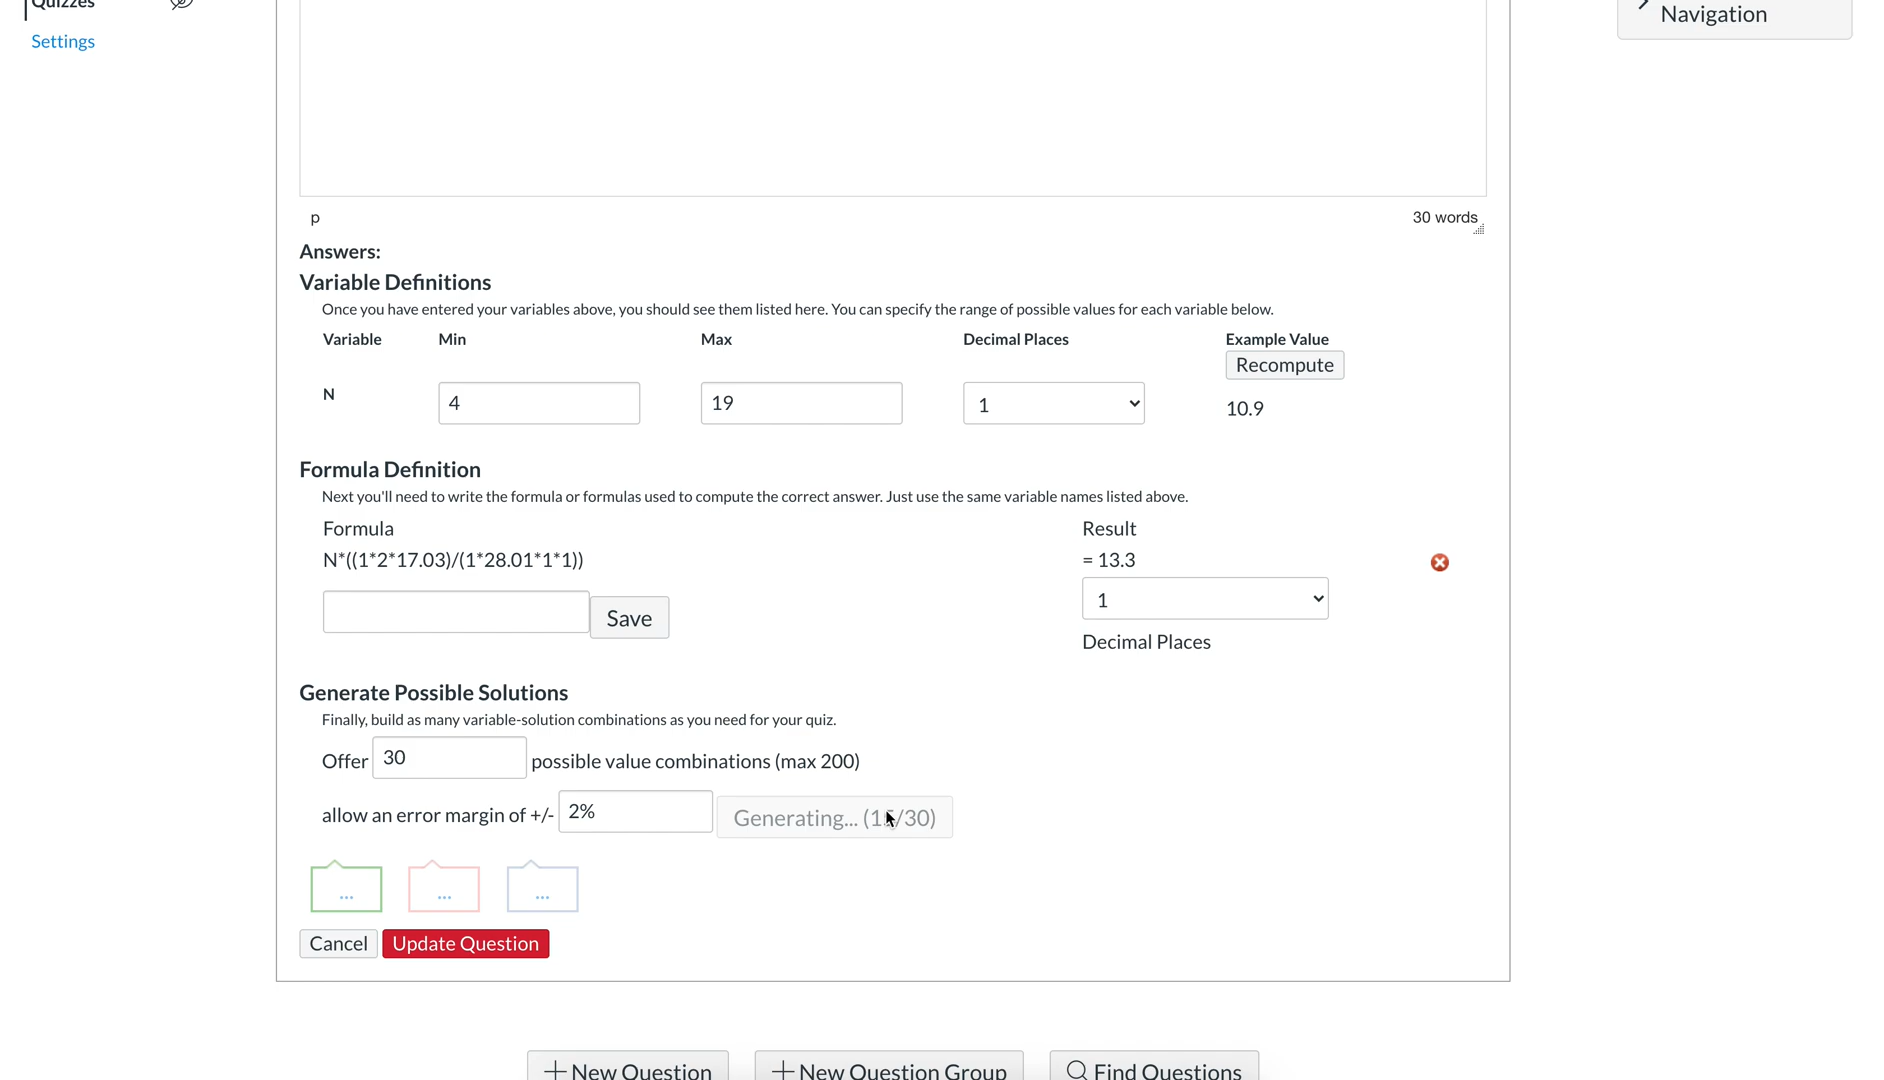 Quizzes
Settings
Navigation
p
30 words
Answers:
Variable Definitions
Once you have entered your variables above, you should see them listed here. You can specify the range of possible values for each variable below.
Variable Min Max Decimal Places Example Value
Recompute
N 4 19 1 10.9
Formula Definition
Next you'll need to write the formula or formulas used to compute the correct answer. Just use the same variable names listed above.
Formula Result
N*((1*2*17.03)/(1*28.01*1*1)) = 13.3
Save 1
Decimal Places
Generate Possible Solutions
Finally, build as many variable-solution combinations as you need for your quiz.
Offer 30 possible value combinations (max 200)
allow an error margin of +/- 2% Generating...
... ... ...
Cancel Update Question
New Question New Question Group Find Questions